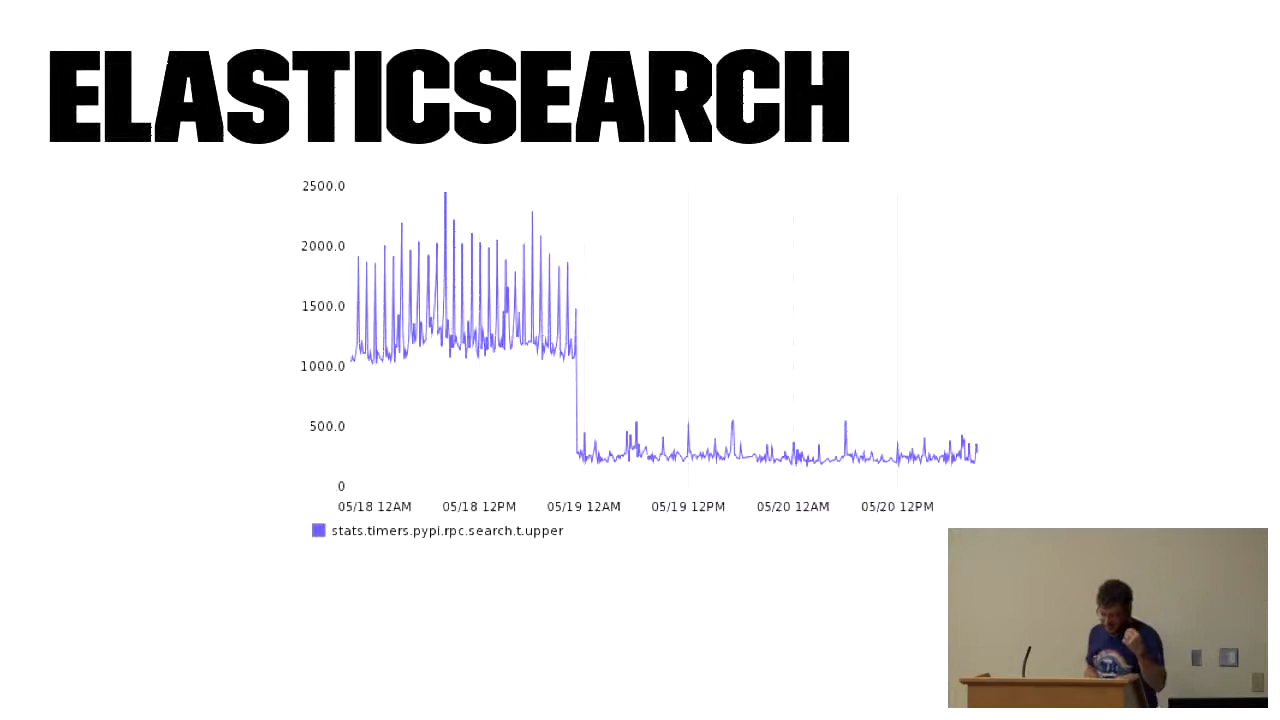 ELASTICSEARCH
2500.0
2000.0
1500.0
1000.0
500.0
0
05/18 12AM 05/18 12PM 05/19 12AM 05/19 12PM 05/20 12AM 05/20 12PM
stats.timers.pypi.rpc.search.t.upper